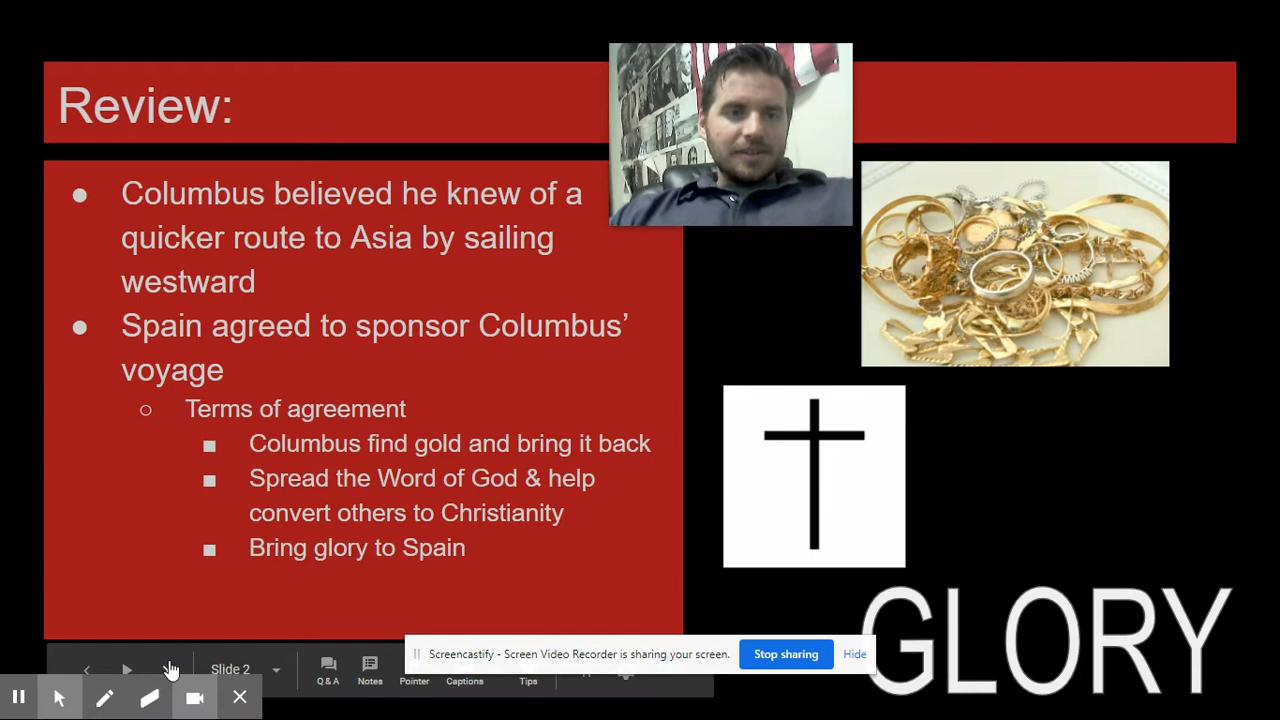 Review:
Columbus believed he knew of a
quicker route to Asia by sailing
westward
Spain agreed to sponsor Columbus’
voyage
Terms of agreement
Columbus find gold and bring it back
Spread the Word of God & help
convert others to Christianity
Bring glory to Spain
GLORY
Screencastify - Screen Video Recorder is sharing your screen.
Stop sharing
Hide
Slide 2
Q & A
Notes
Pointer
Captions
Tips